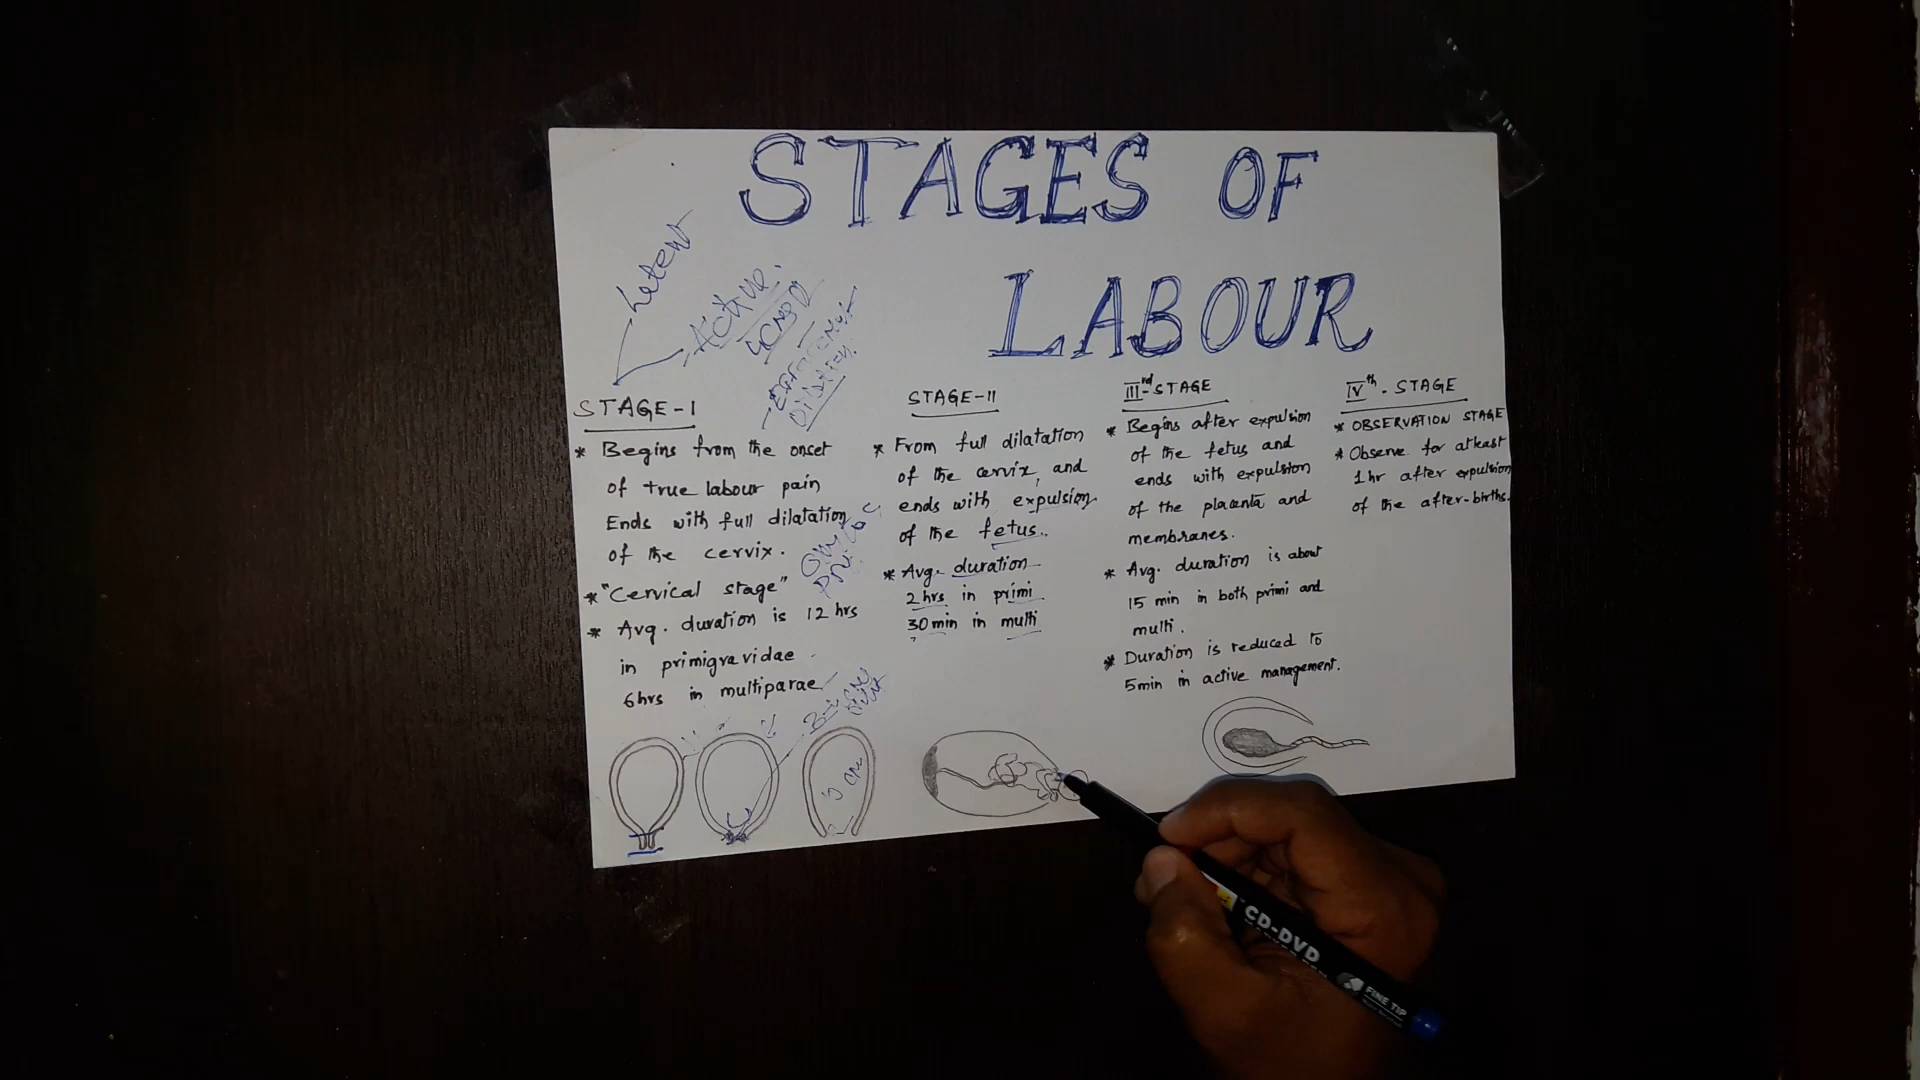 STAGES OF
LABOUR
Latent
Active
STAGE-I
* Begins from the onset
of true labour pain
Ends with full dilatation
of the cervix.
* "Cervical stage"
* Avg. duration is 12 hrs
in primigravidae
6hrs in multiparae
STAGE-II
* From full dilatation
of the cervix, and
ends with expulsion
of the fetus.
* Avg. duration
2 hrs in primi
30 min in multi
IIIrd-STAGE
* Begins after expulsion
of the fetus and
ends with expulsion
of the placenta and
membranes.
* Avg. duration is about
15 min in both primi and
multi.
* Duration is reduced to
5min in active management.
IVth-STAGE
* OBSERVATION STAGE
* Observe for atleast
1hr after expulsion
of the after-births.
CD-DVD
FINE TIP